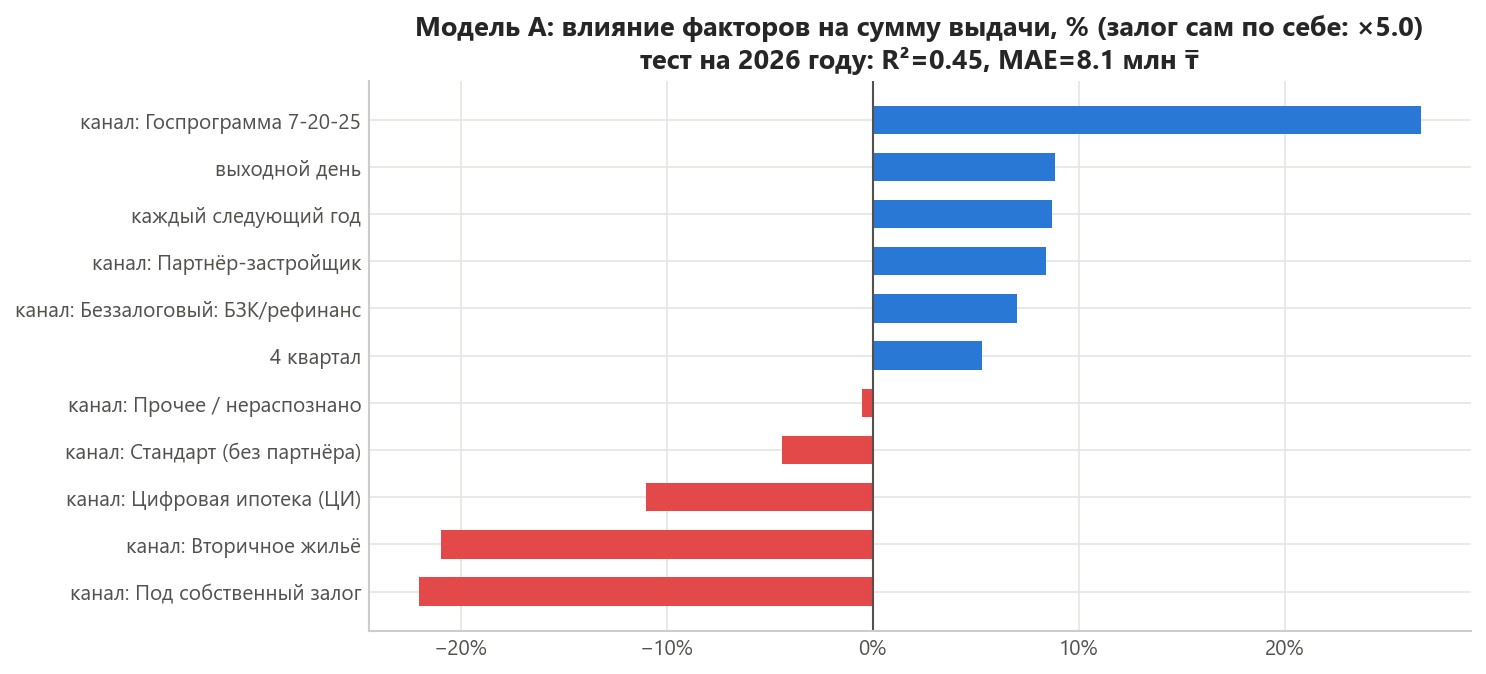 Модель A: влияние факторов на сумму выдачи, % (залог сам по себе: ×5.0)
тест на 2026 году: R²=0.45, MAE=8.1 млн ₸
канал: Госпрограмма 7-20-25
выходной день
каждый следующий год
канал: Партнёр-застройщик
канал: Беззалоговый: БЗК/рефинанс
4 квартал
канал: Прочее / нераспознано
канал: Стандарт (без партнёра)
канал: Цифровая ипотека (ЦИ)
канал: Вторичное жильё
канал: Под собственный залог
−20% −10% 0% 10% 20%